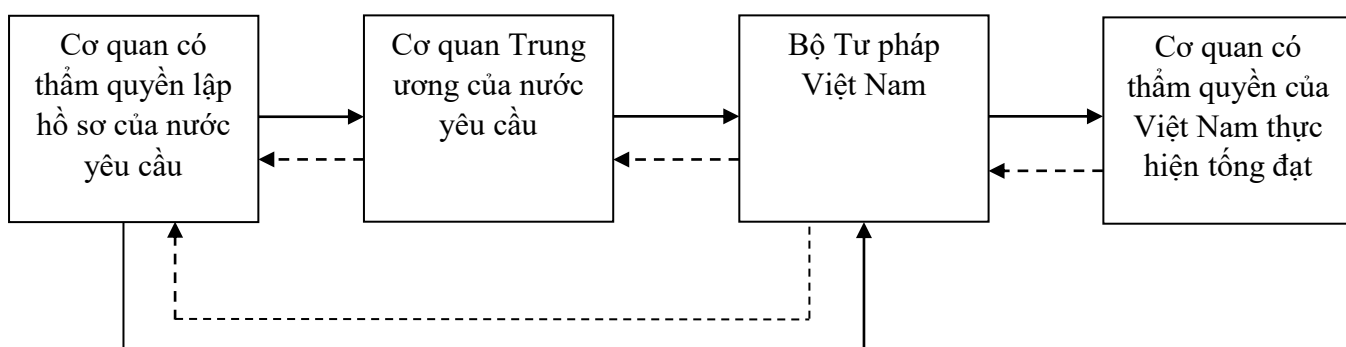 Cơ quan có
thẩm quyền lập
hồ sơ của nước
yêu cầu
Cơ quan Trung
ương của nước
yêu cầu
Bộ Tư pháp
Việt Nam
Cơ quan có
thẩm quyền của
Việt Nam thực
hiện tống đạt